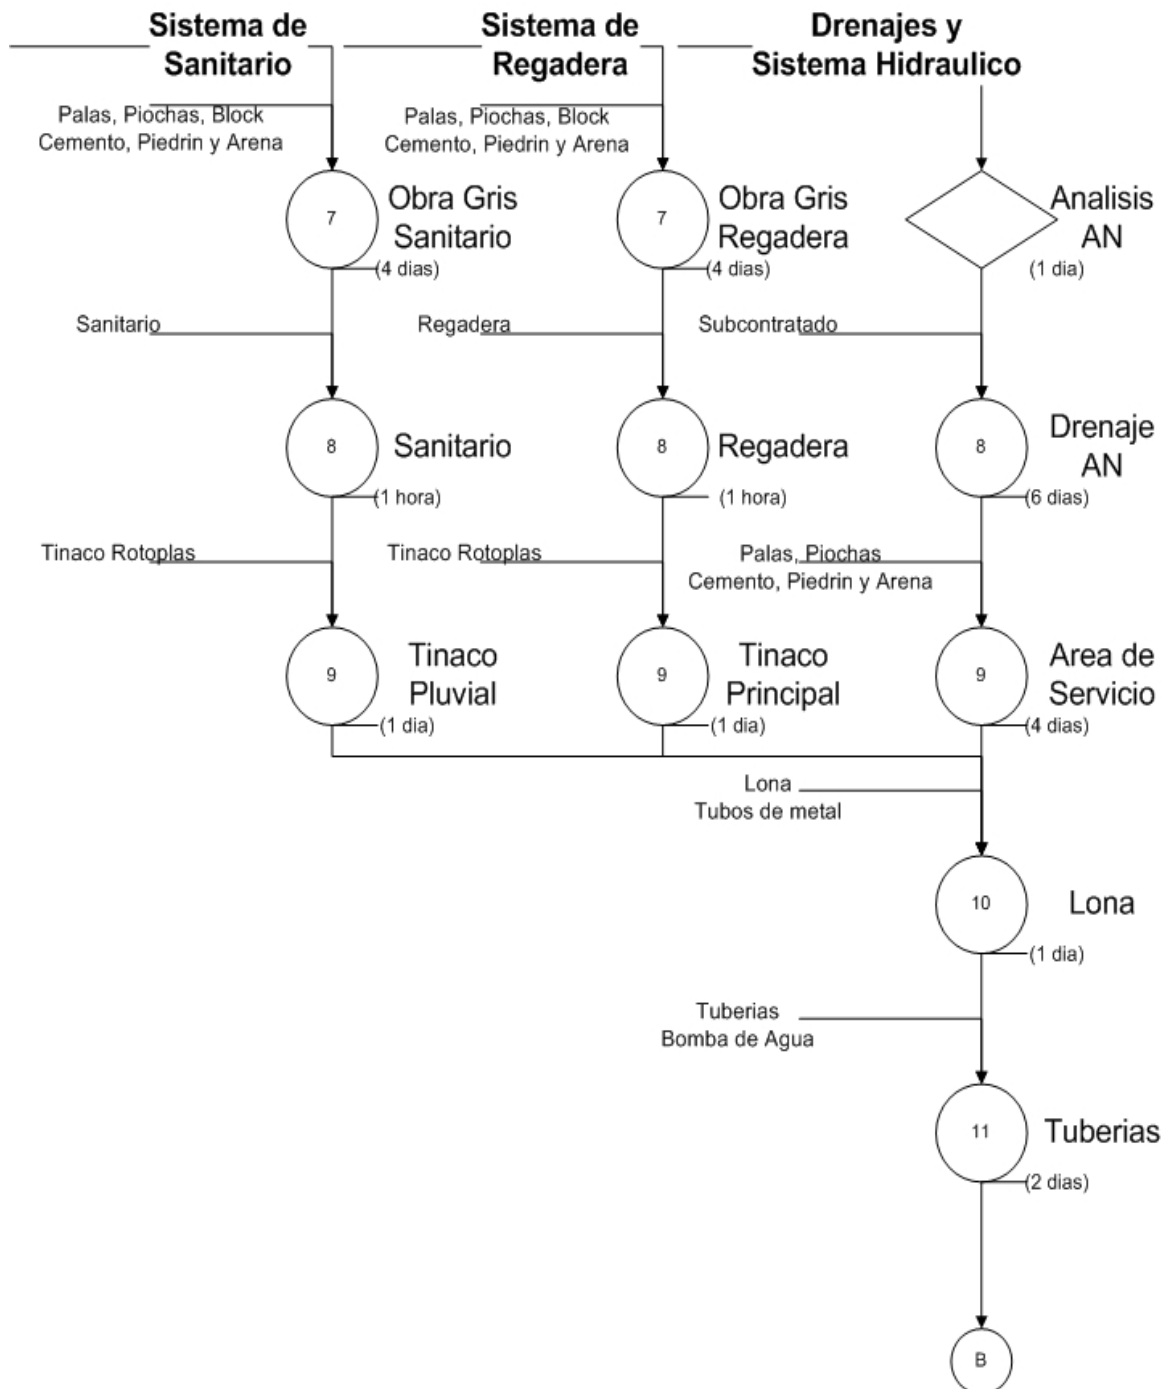 Sistema de
Sanitario
Sistema de
Regadera
Drenajes y
Sistema Hidraulico
Palas, Piochas, Block
Cemento, Piedrin y Arena
Palas, Piochas, Block
Cemento, Piedrin y Arena
7
Obra Gris
Sanitario
(4 dias)
7
Obra Gris
Regadera
(4 dias)
Analisis
AN
(1 dia)
Sanitario
Regadera
Subcontratado
8
Sanitario
(1 hora)
8
Regadera
(1 hora)
8
Drenaje
AN
(6 dias)
Tinaco Rotoplas
Tinaco Rotoplas
Palas, Piochas
Cemento, Piedrin y Arena
9
Tinaco
Pluvial
(1 dia)
9
Tinaco
Principal
(1 dia)
9
Area de
Servicio
(4 dias)
Lona
Tubos de metal
10
Lona
(1 dia)
Tuberias
Bomba de Agua
11
Tuberias
(2 dias)
B